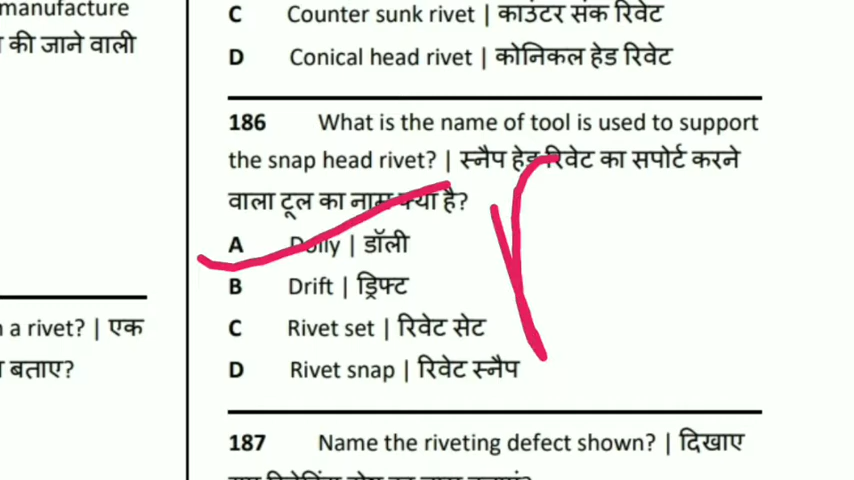 manufacture
की जाने वाली
a rivet? | एक
बताए?
C Counter sunk rivet | काउंटर संक रिवेट
D Conical head rivet | कोनिकल हेड रिवेट
186 What is the name of tool is used to support
the snap head rivet? | स्नैप हेड रिवेट का सपोर्ट करने
वाला टूल का नाम क्या है?
A Dolly | डॉली
B Drift | ड्रिफ्ट
C Rivet set | रिवेट सेट
D Rivet snap | रिवेट स्नैप
187 Name the riveting defect shown? | दिखाए